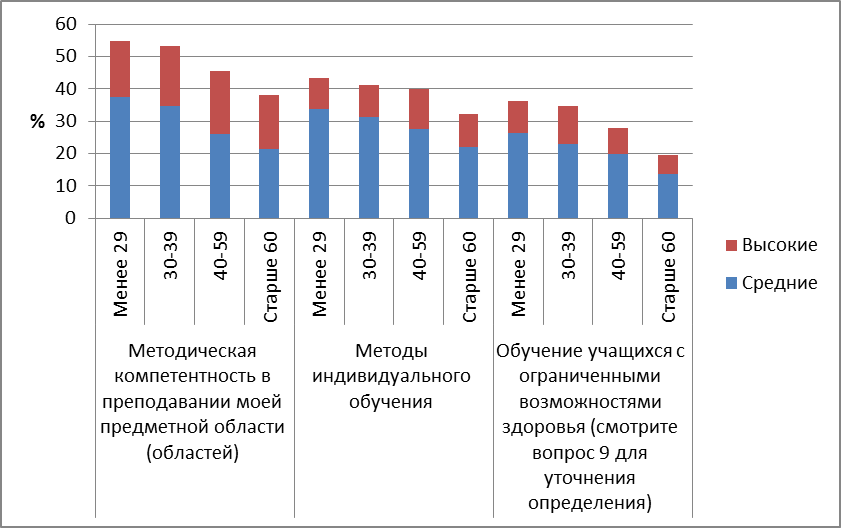 60
50
40
30
20
10
0
%
Менее 29
30-39
40-59
Старше 60
Менее 29
30-39
40-59
Старше 60
Менее 29
30-39
40-59
Старше 60
Методическая
компетентность в
преподавании моей
предметной области
(областей)
Методы
индивидуального
обучения
Обучение учащихся с
ограниченными
возможностями
здоровья (смотрите
вопрос 9 для
уточнения
определения)
Высокие
Средние